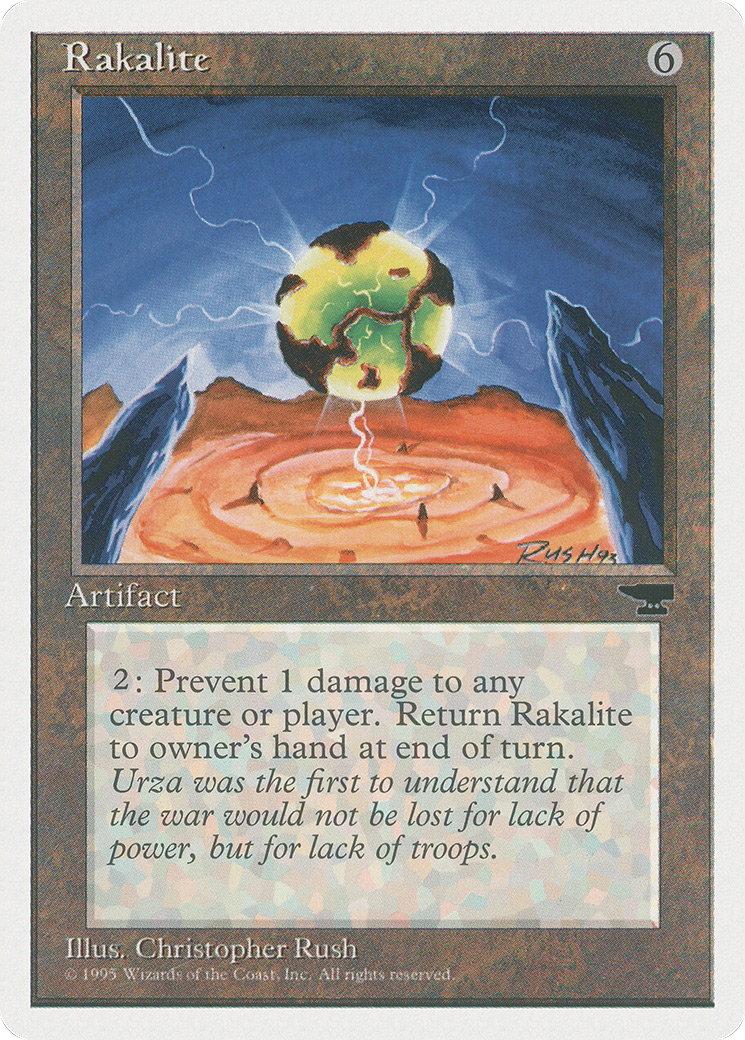 Rakalite
6
RUSH93
Artifact
2: Prevent 1 damage to any
creature or player. Return Rakalite
to owner's hand at end of turn.
Urza was the first to understand that
the war would not be lost for lack of
power, but for lack of troops.
Illus. Christopher Rush
© 1995 Wizards of the Coast, Inc. All rights reserved.